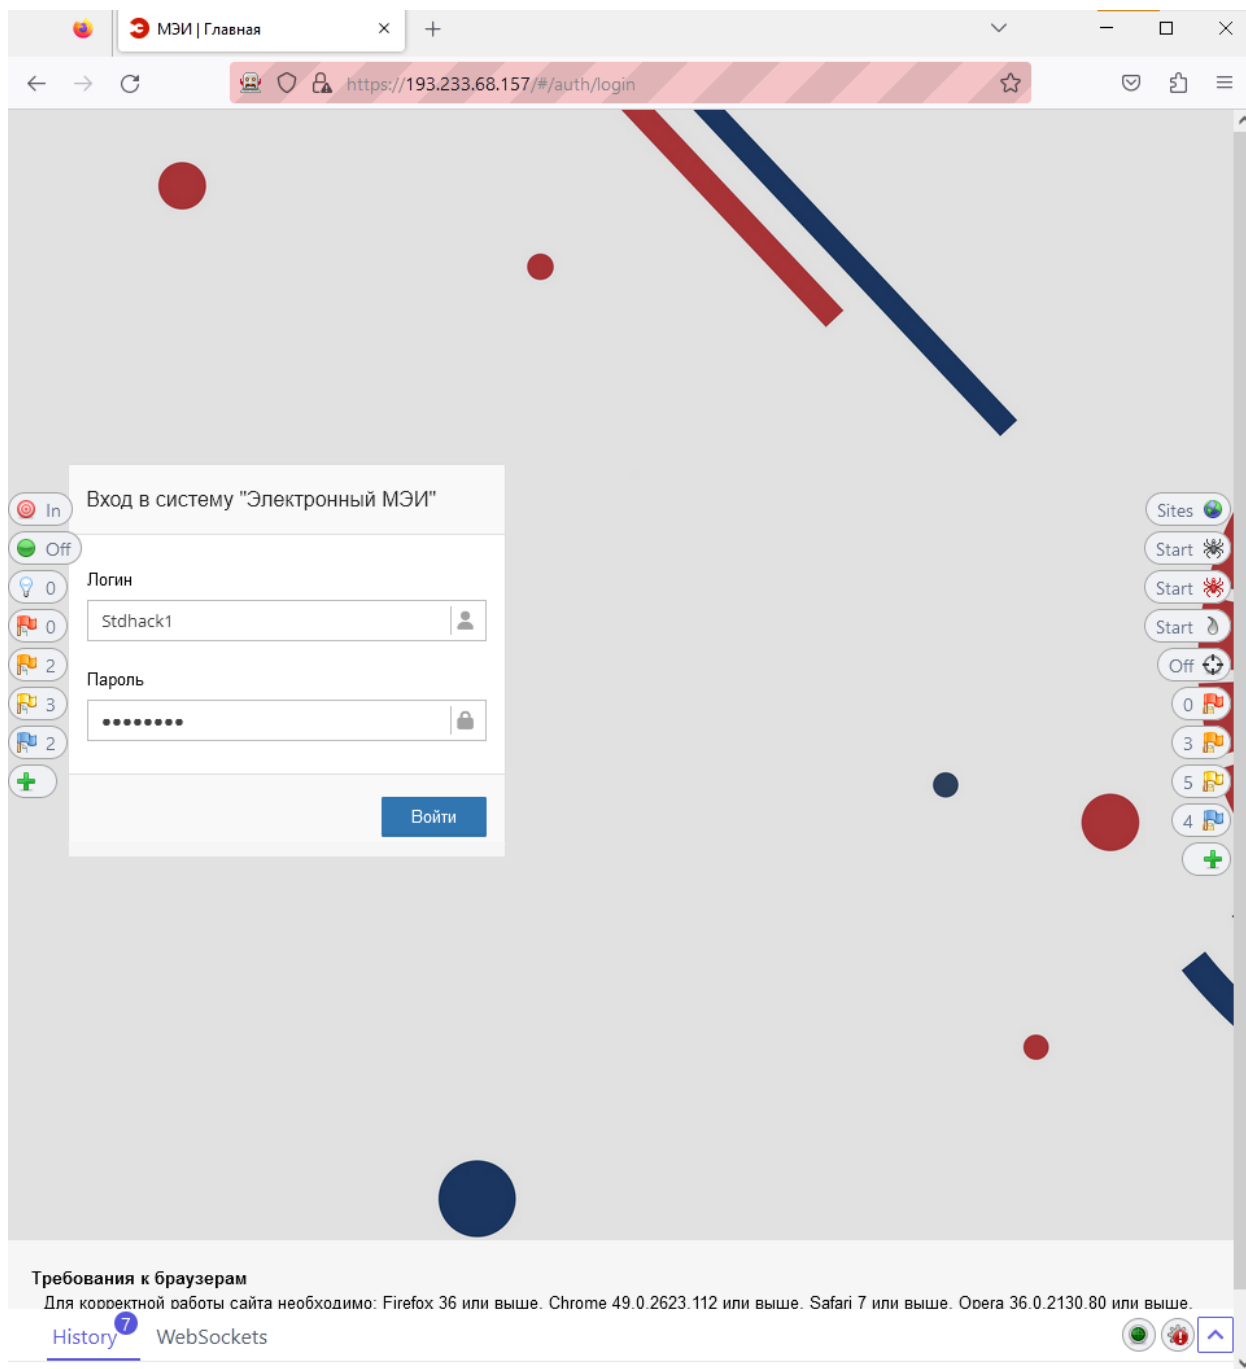 МЭИ | Главная
https://193.233.68.157/#/auth/login
Вход в систему "Электронный МЭИ"
In
Off
0
0
2
3
2
Логин
Stdhack1
Пароль
Войти
Sites
Start
Start
Start
Off
0
3
5
4
Требования к браузерам
Для корректной работы сайта необходимо: Firefox 36 или выше, Chrome 49.0.2623.112 или выше, Safari 7 или выше, Opera 36.0.2130.80 или выше.
History 7 WebSockets